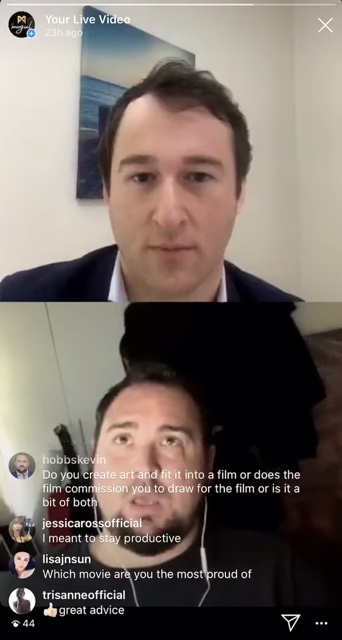 Your Live Video
23h ago
hobbskevin
Do you create art and fit it into a film or does the
film commission you to draw for the film or is it a
bit of both
jessicarossofficial
I meant to stay productive
lisajnsun
Which movie are you the most proud of
trisanneofficial
👍🏻great advice
44